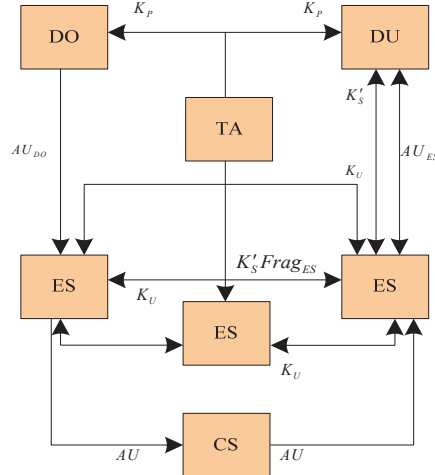 K_P K_P
DO DU
K'_S
TA
AU_DO AU_ES
K_U
K'_S Frag_ES
ES ES
K_U
ES
K_U
AU CS AU